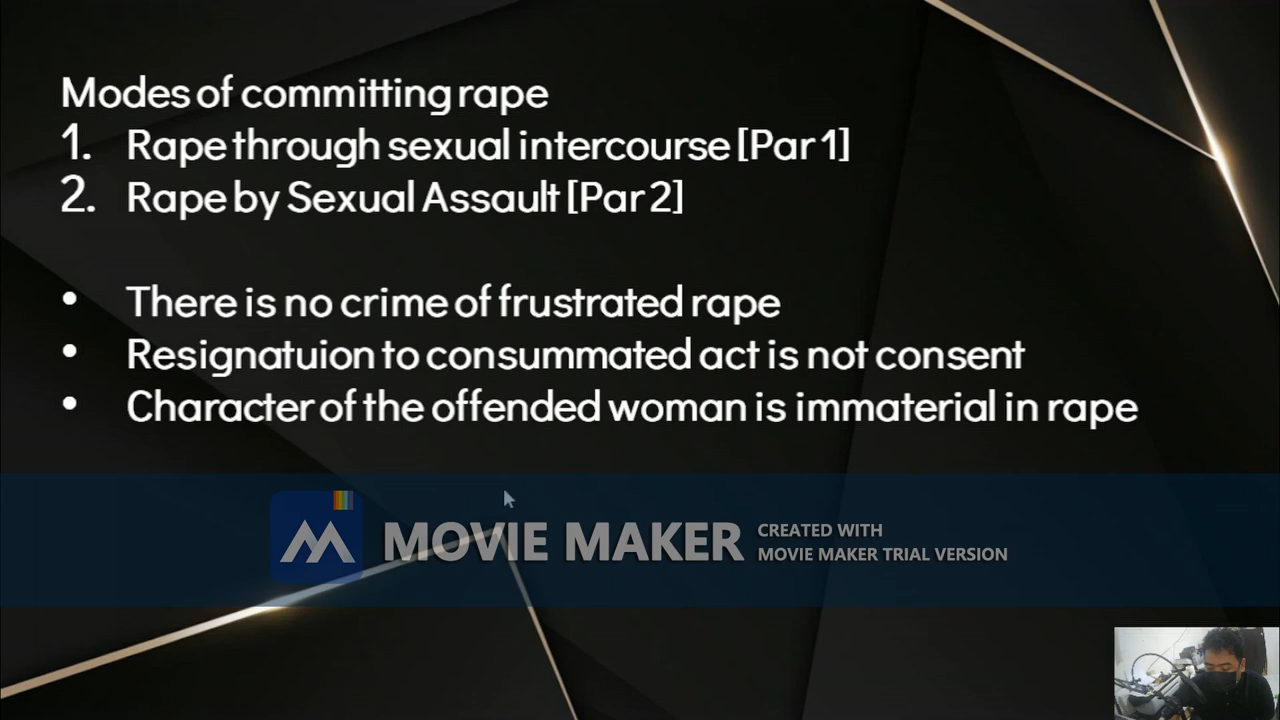 Modes of committing rape
1. Rape through sexual intercourse [Par 1]
2. Rape by Sexual Assault [Par 2]
• There is no crime of frustrated rape
• Resignatuion to consummated act is not consent
• Character of the offended woman is immaterial in rape
MOVIE MAKER
CREATED WITH
MOVIE MAKER TRIAL VERSION